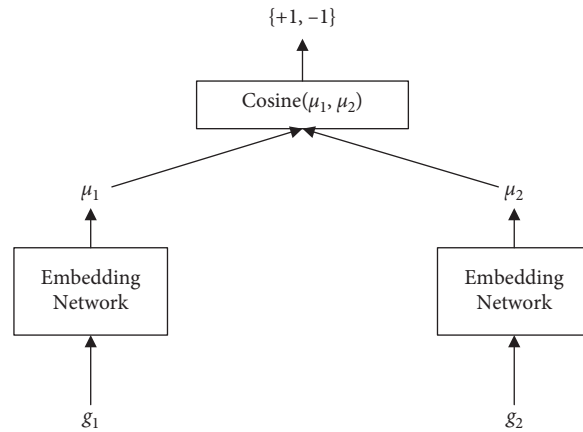 {+1, –1}
Cosine(μ₁, μ₂)
μ₁
μ₂
Embedding
Network
Embedding
Network
g₁
g₂